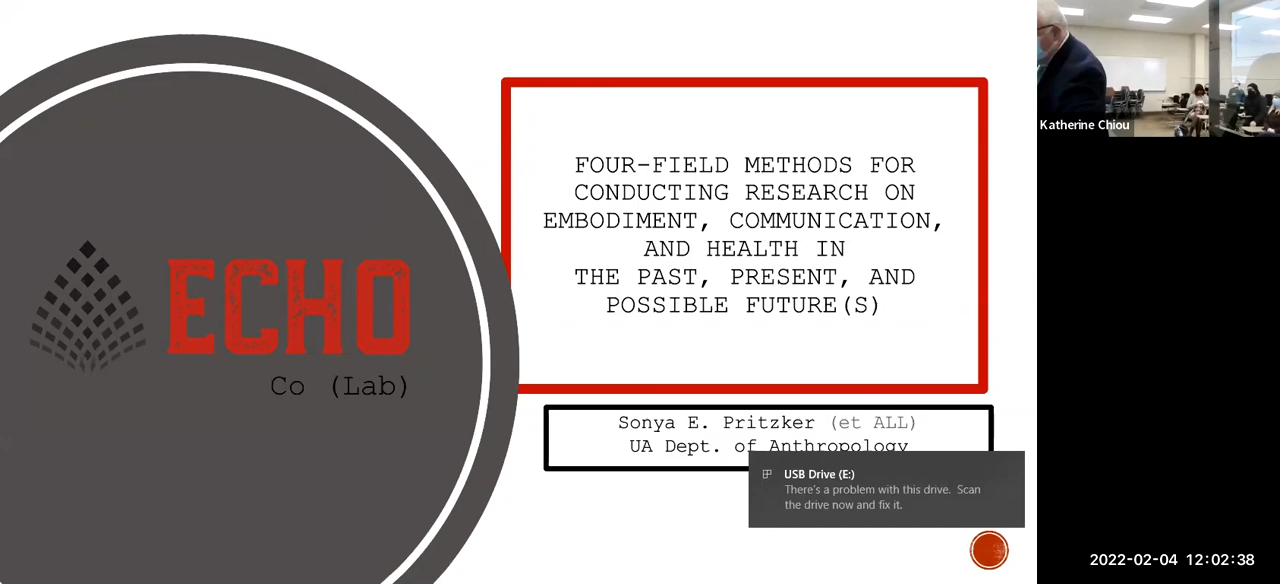 ECHO
Co (Lab)
FOUR-FIELD METHODS FOR
CONDUCTING RESEARCH ON
EMBODIMENT, COMMUNICATION,
AND HEALTH IN
THE PAST, PRESENT, AND
POSSIBLE FUTURE(S)
Sonya E. Pritzker (et ALL)
UA Dept. of Anthropology
USB Drive (E:)
There's a problem with this drive. Scan
the drive now and fix it.
Katherine Chiou
2022-02-04 12:02:38